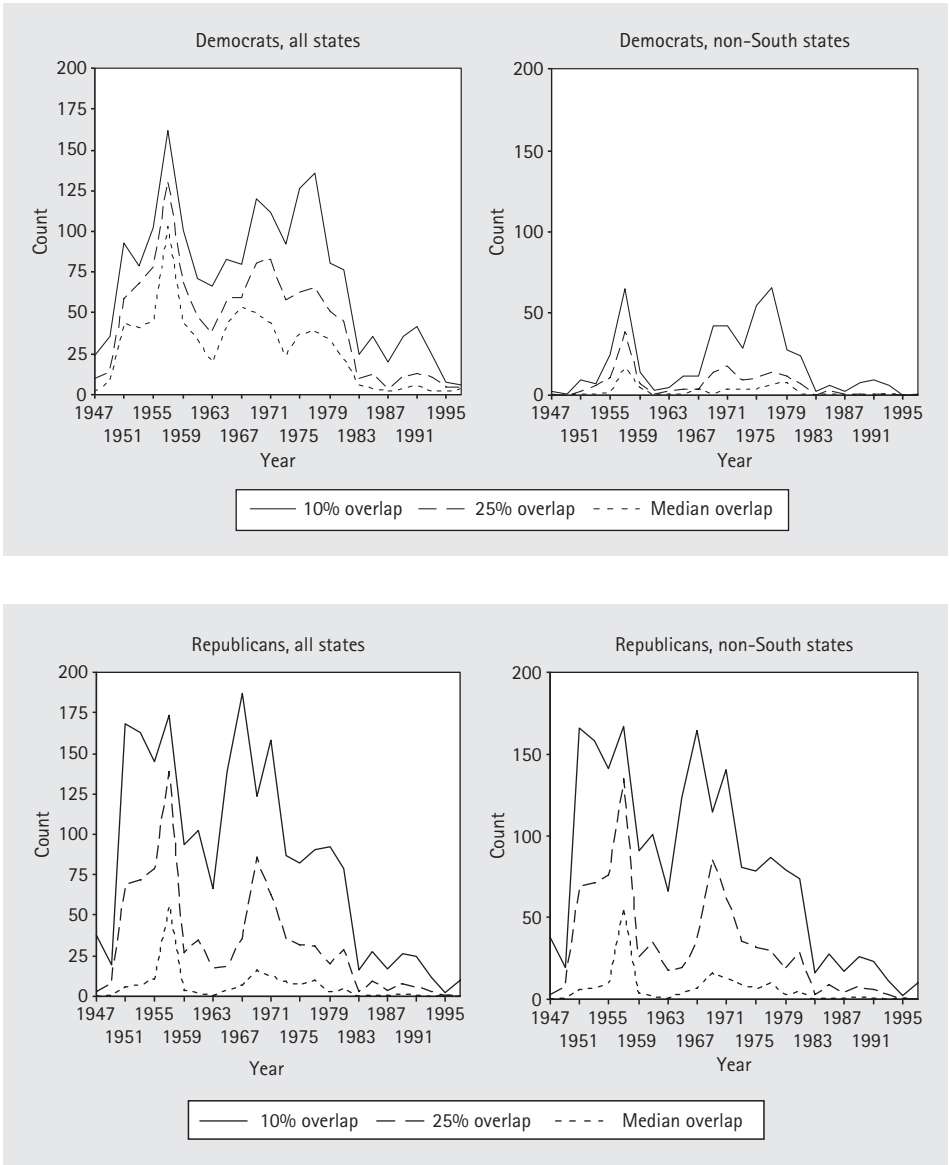 Democrats, all states
200
175
150
125
100
75
50
25
0
Count
1947 1955 1963 1971 1979 1987 1995
1951 1959 1967 1975 1983 1991
Year
Democrats, non-South states
200
150
100
50
0
Count
1947 1955 1963 1971 1979 1987 1995
1951 1959 1967 1975 1983 1991
Year
10% overlap 25% overlap Median overlap
Republicans, all states
200
175
150
125
100
75
50
25
0
Count
1947 1955 1963 1971 1979 1987 1995
1951 1959 1967 1975 1983 1991
Year
Republicans, non-South states
200
150
100
50
0
Count
1947 1955 1963 1971 1979 1987 1995
1951 1959 1967 1975 1983 1991
Year
10% overlap 25% overlap Median overlap